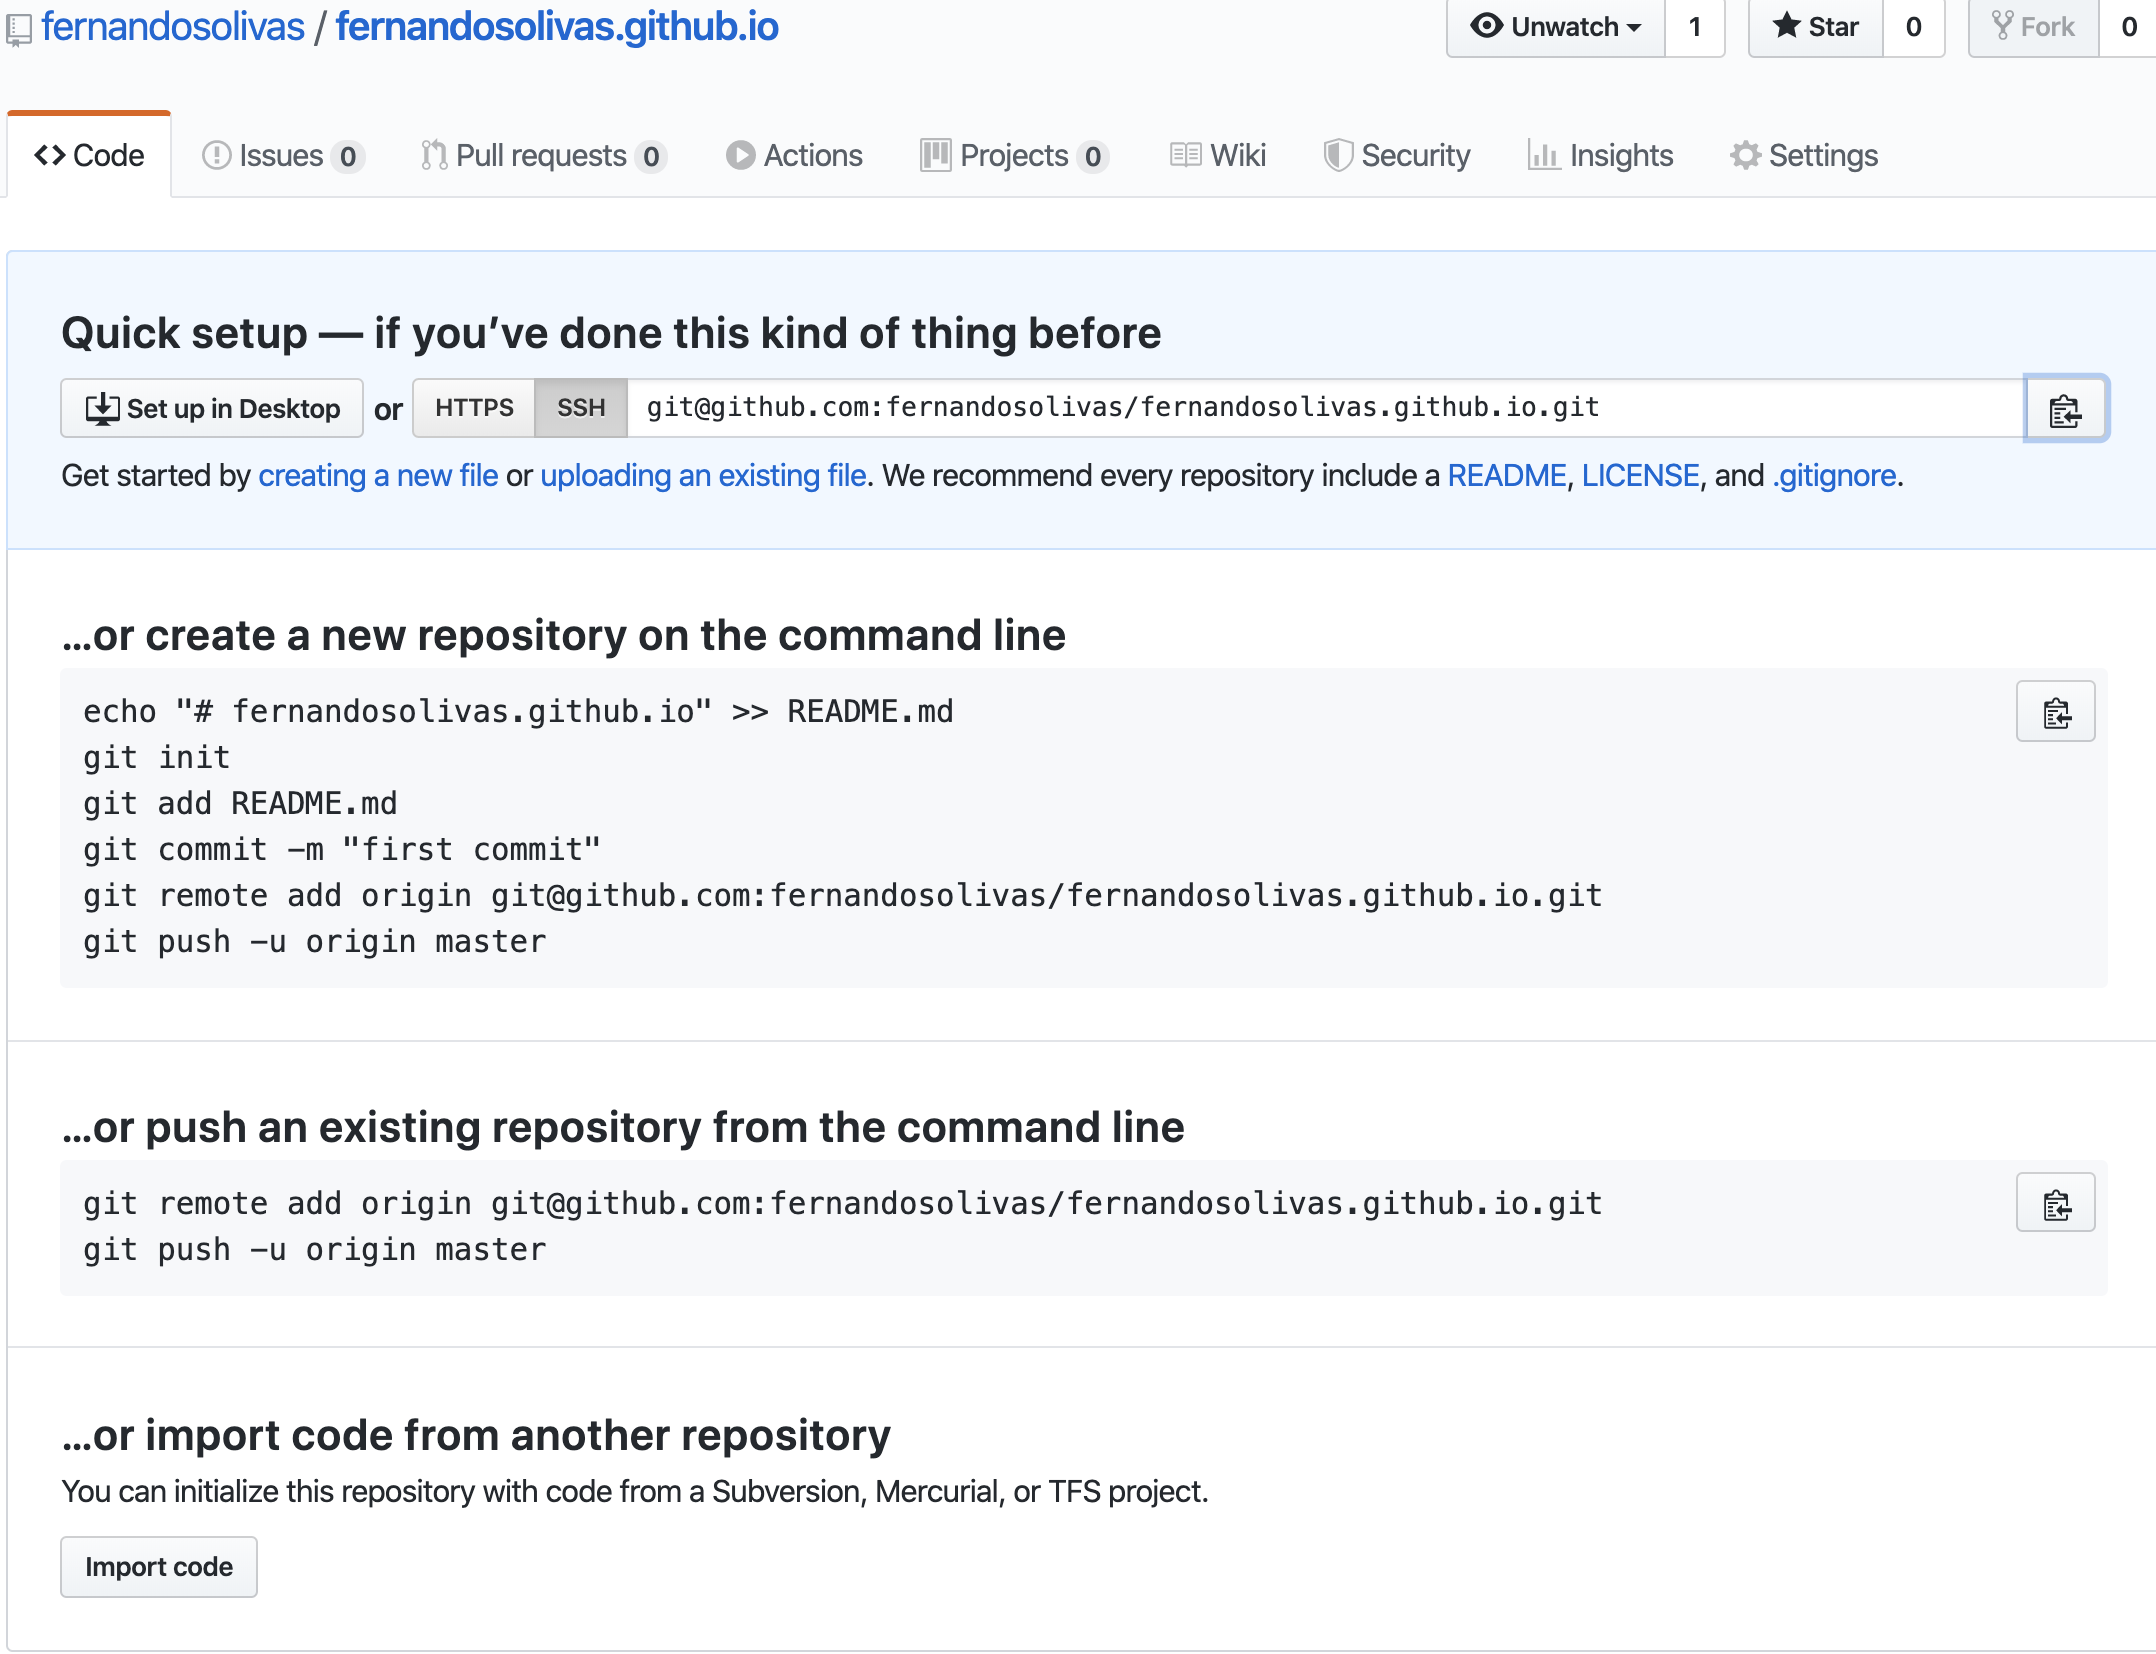 fernandosolivas / fernandosolivas.github.io
Unwatch 1 Star 0 Fork 0
Code Issues 0 Pull requests 0 Actions Projects 0 Wiki Security Insights Settings
Quick setup — if you’ve done this kind of thing before
Set up in Desktop or HTTPS SSH git@github.com:fernandosolivas/fernandosolivas.github.io.git
Get started by creating a new file or uploading an existing file. We recommend every repository include a README, LICENSE, and .gitignore.
…or create a new repository on the command line
echo "# fernandosolivas.github.io" >> README.md
git init
git add README.md
git commit -m "first commit"
git remote add origin git@github.com:fernandosolivas/fernandosolivas.github.io.git
git push -u origin master
…or push an existing repository from the command line
git remote add origin git@github.com:fernandosolivas/fernandosolivas.github.io.git
git push -u origin master
…or import code from another repository
You can initialize this repository with code from a Subversion, Mercurial, or TFS project.
Import code